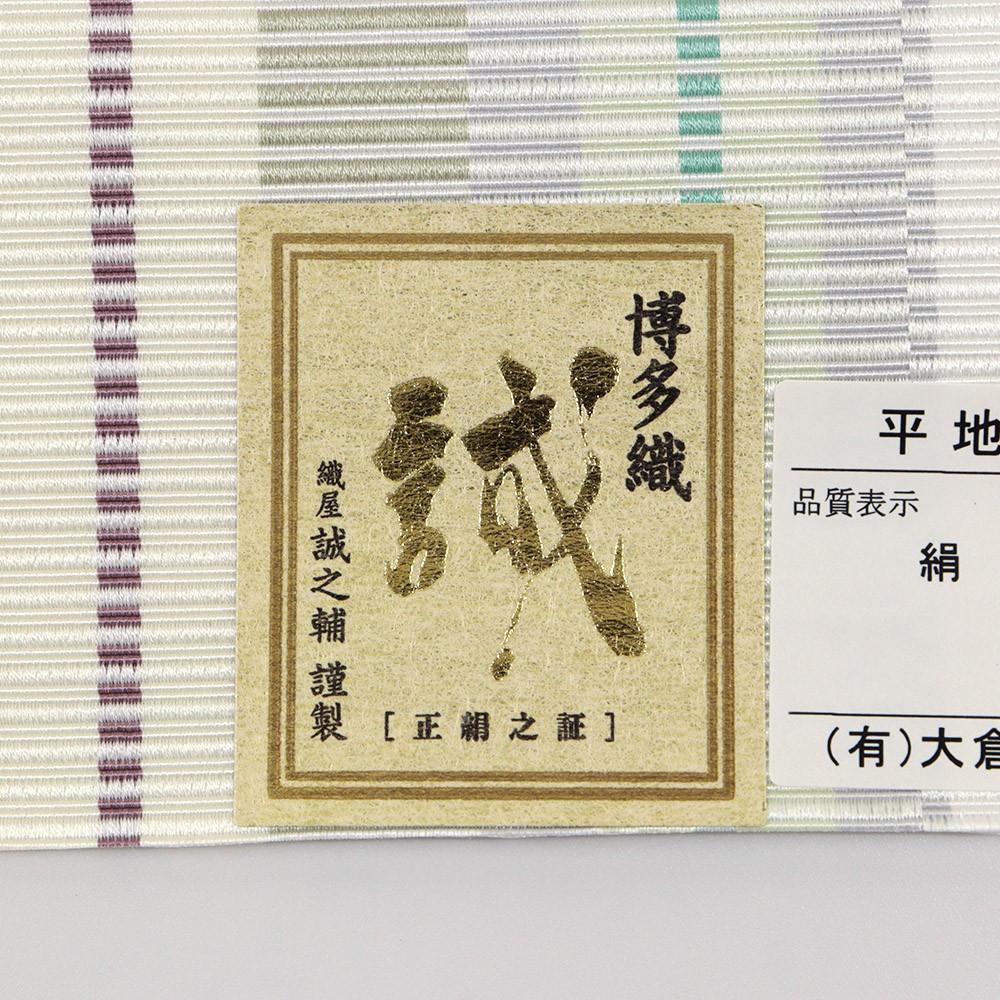 博多織
誠
織屋誠之輔 謹製
[正絹之証]
平地
品質表示
絹
(有)大倉